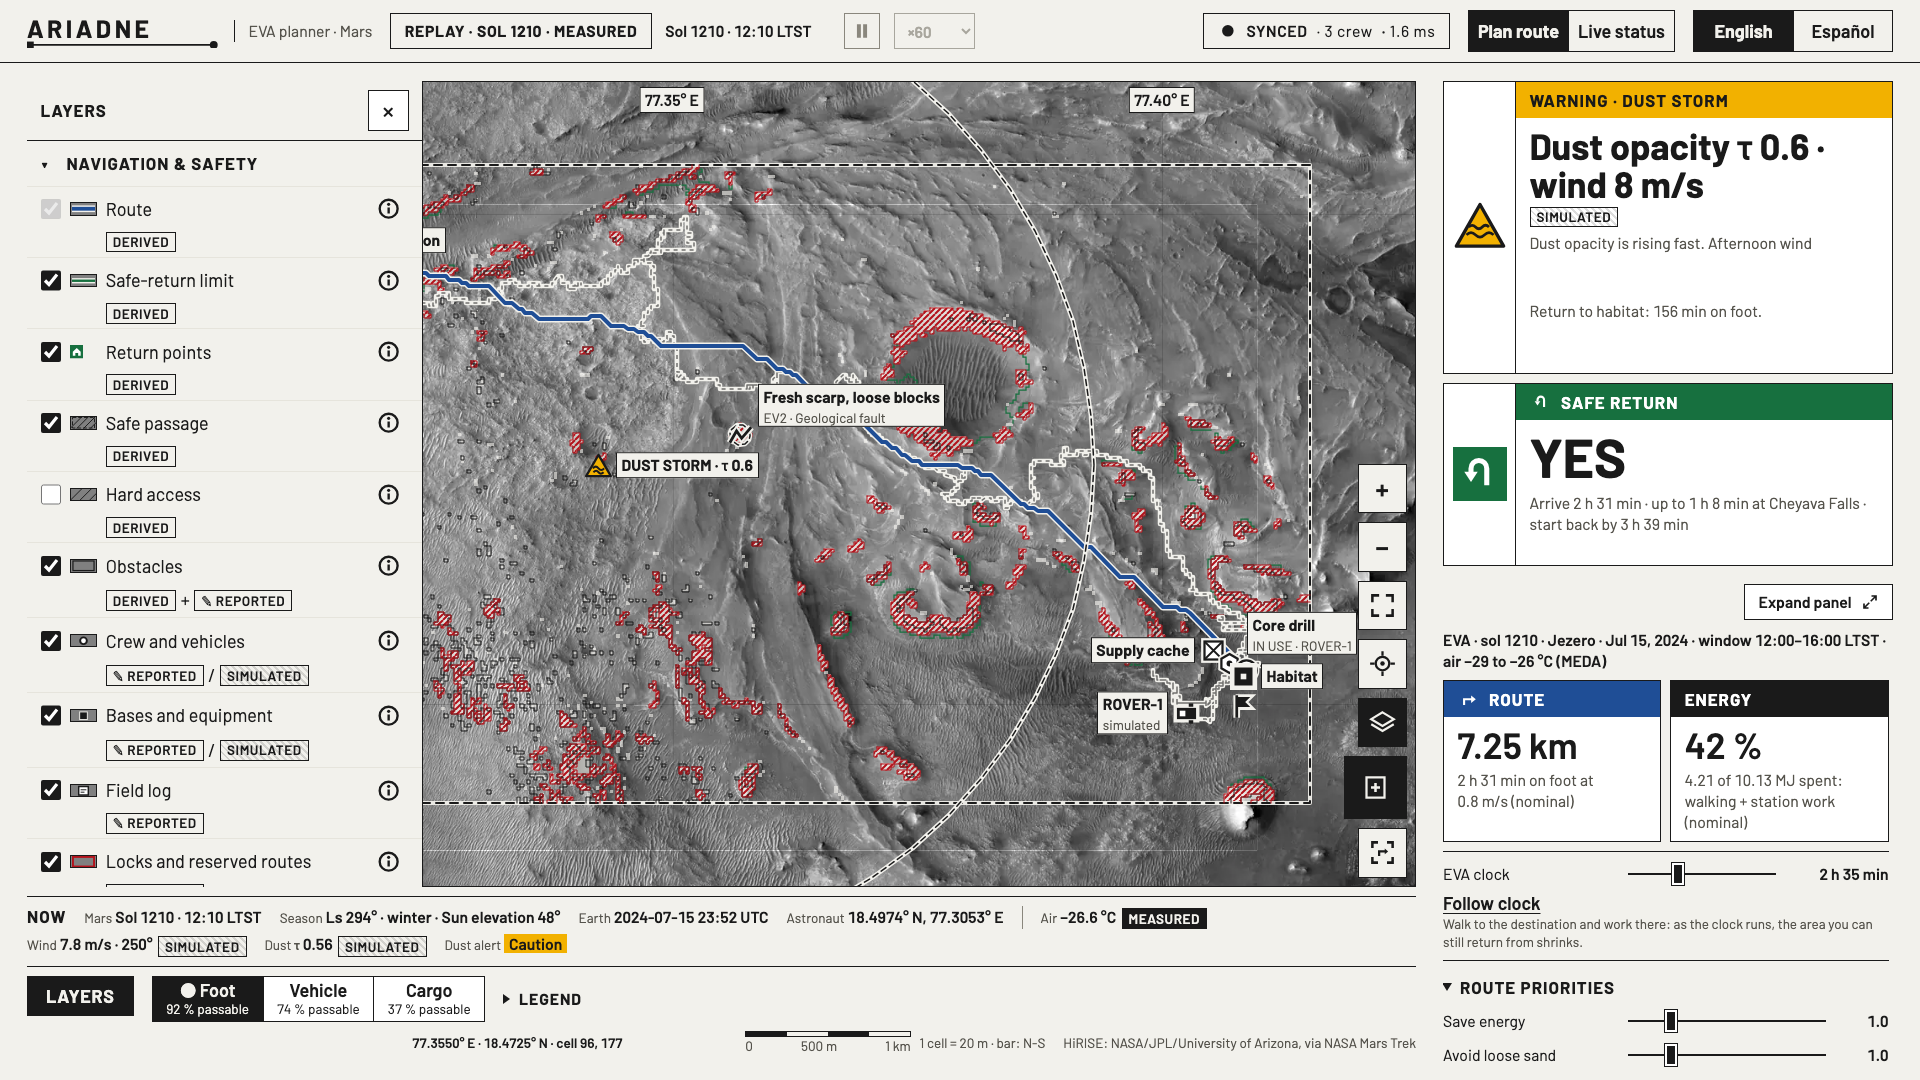 ARIADNE
EVA planner · Mars
REPLAY · SOL 1210 · MEASURED
Sol 1210 · 12:10 LTST
×60
SYNCED · 3 crew · 1.6 ms
Plan route
Live status
English
Español
LAYERS
×
NAVIGATION & SAFETY
Route
DERIVED
Safe-return limit
DERIVED
Return points
DERIVED
Safe passage
DERIVED
Hard access
DERIVED
Obstacles
DERIVED + ✎ REPORTED
Crew and vehicles
✎ REPORTED / SIMULATED
Bases and equipment
✎ REPORTED / SIMULATED
Field log
✎ REPORTED
Locks and reserved routes
77.35° E
77.40° E
on
Fresh scarp, loose blocks
EV2 · Geological fault
DUST STORM · τ 0.6
Core drill
IN USE · ROVER-1
Supply cache
Habitat
ROVER-1
simulated
+
−
WARNING · DUST STORM
Dust opacity τ 0.6 ·
wind 8 m/s
SIMULATED
Dust opacity is rising fast. Afternoon wind
Return to habitat: 156 min on foot.
SAFE RETURN
YES
Arrive 2 h 31 min · up to 1 h 8 min at Cheyava Falls ·
start back by 3 h 39 min
Expand panel
EVA · sol 1210 · Jezero · Jul 15, 2024 · window 12:00–16:00 LTST ·
air −29 to −26 °C (MEDA)
ROUTE
7.25 km
2 h 31 min on foot at
0.8 m/s (nominal)
ENERGY
42 %
4.21 of 10.13 MJ spent:
walking + station work
(nominal)
EVA clock
2 h 35 min
Follow clock
Walk to the destination and work there: as the clock runs, the area you can
still return from shrinks.
ROUTE PRIORITIES
Save energy
1.0
Avoid loose sand
1.0
NOW
Mars Sol 1210 · 12:10 LTST
Season Ls 294° · winter · Sun elevation 48°
Earth 2024-07-15 23:52 UTC
Astronaut 18.4974° N, 77.3053° E
Air −26.6 °C MEASURED
Wind 7.8 m/s · 250° SIMULATED
Dust τ 0.56 SIMULATED
Dust alert Caution
LAYERS
Foot
92 % passable
Vehicle
74 % passable
Cargo
37 % passable
LEGEND
77.3550° E · 18.4725° N · cell 96, 177
0 500 m 1 km
1 cell = 20 m · bar: N-S
HiRISE: NASA/JPL/University of Arizona, via NASA Mars Trek